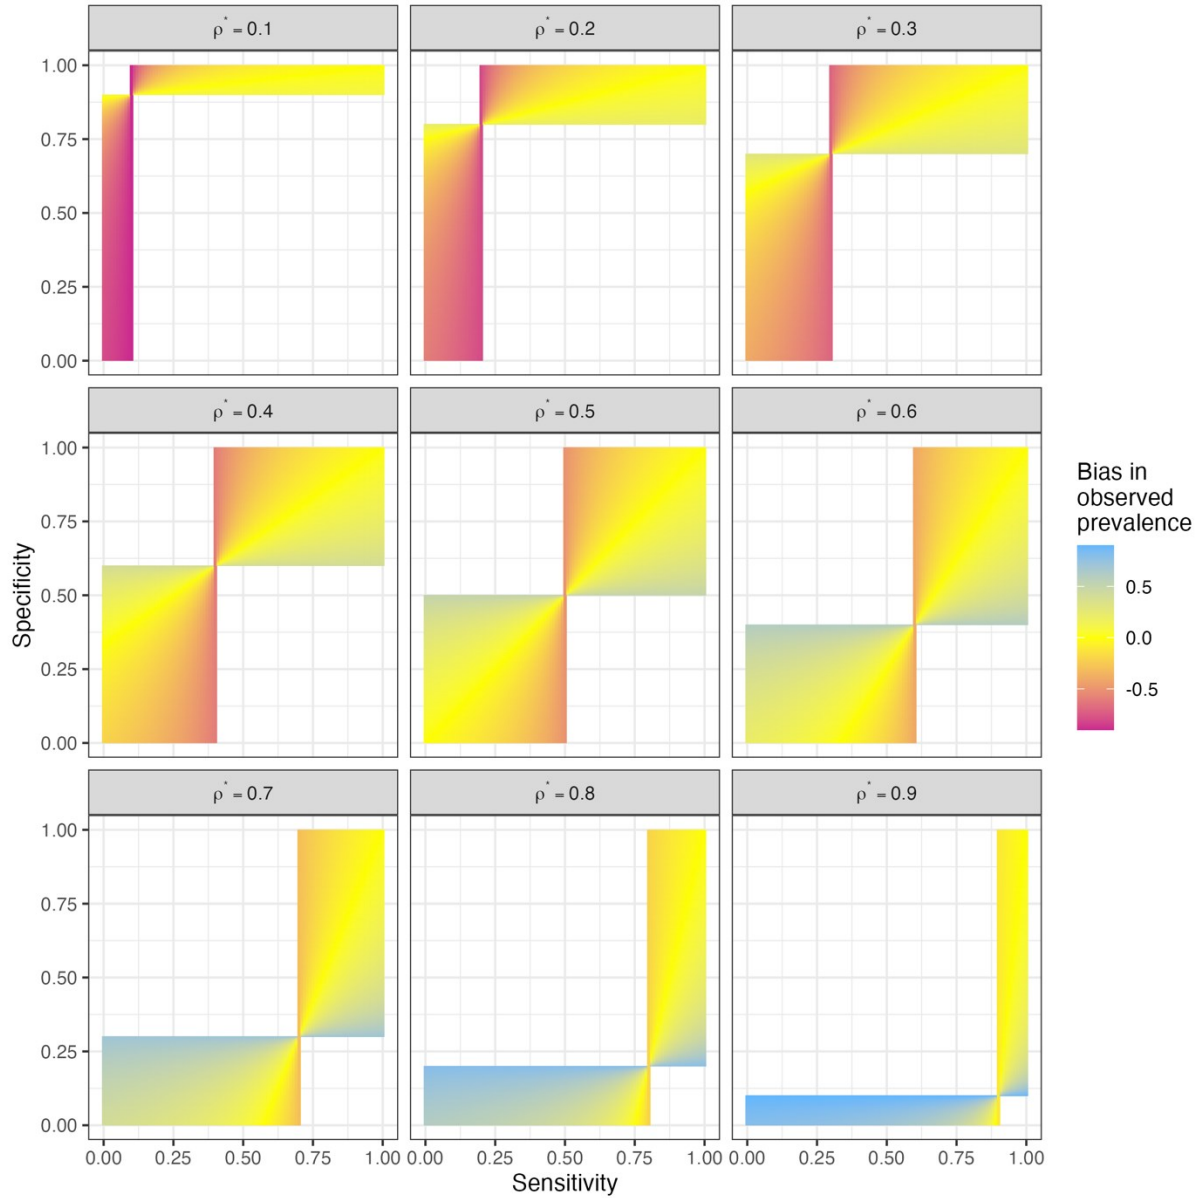 ρ* = 0.1
ρ* = 0.2
ρ* = 0.3
1.00
0.75
0.50
0.25
0.00
ρ* = 0.4
ρ* = 0.5
ρ* = 0.6
1.00
0.75
0.50
0.25
0.00
Specificity
Bias in
observed
prevalence
0.5
0.0
-0.5
ρ* = 0.7
ρ* = 0.8
ρ* = 0.9
1.00
0.75
0.50
0.25
0.00
0.00 0.25 0.50 0.75 1.00 0.00 0.25 0.50 0.75 1.00 0.00 0.25 0.50 0.75 1.00
Sensitivity